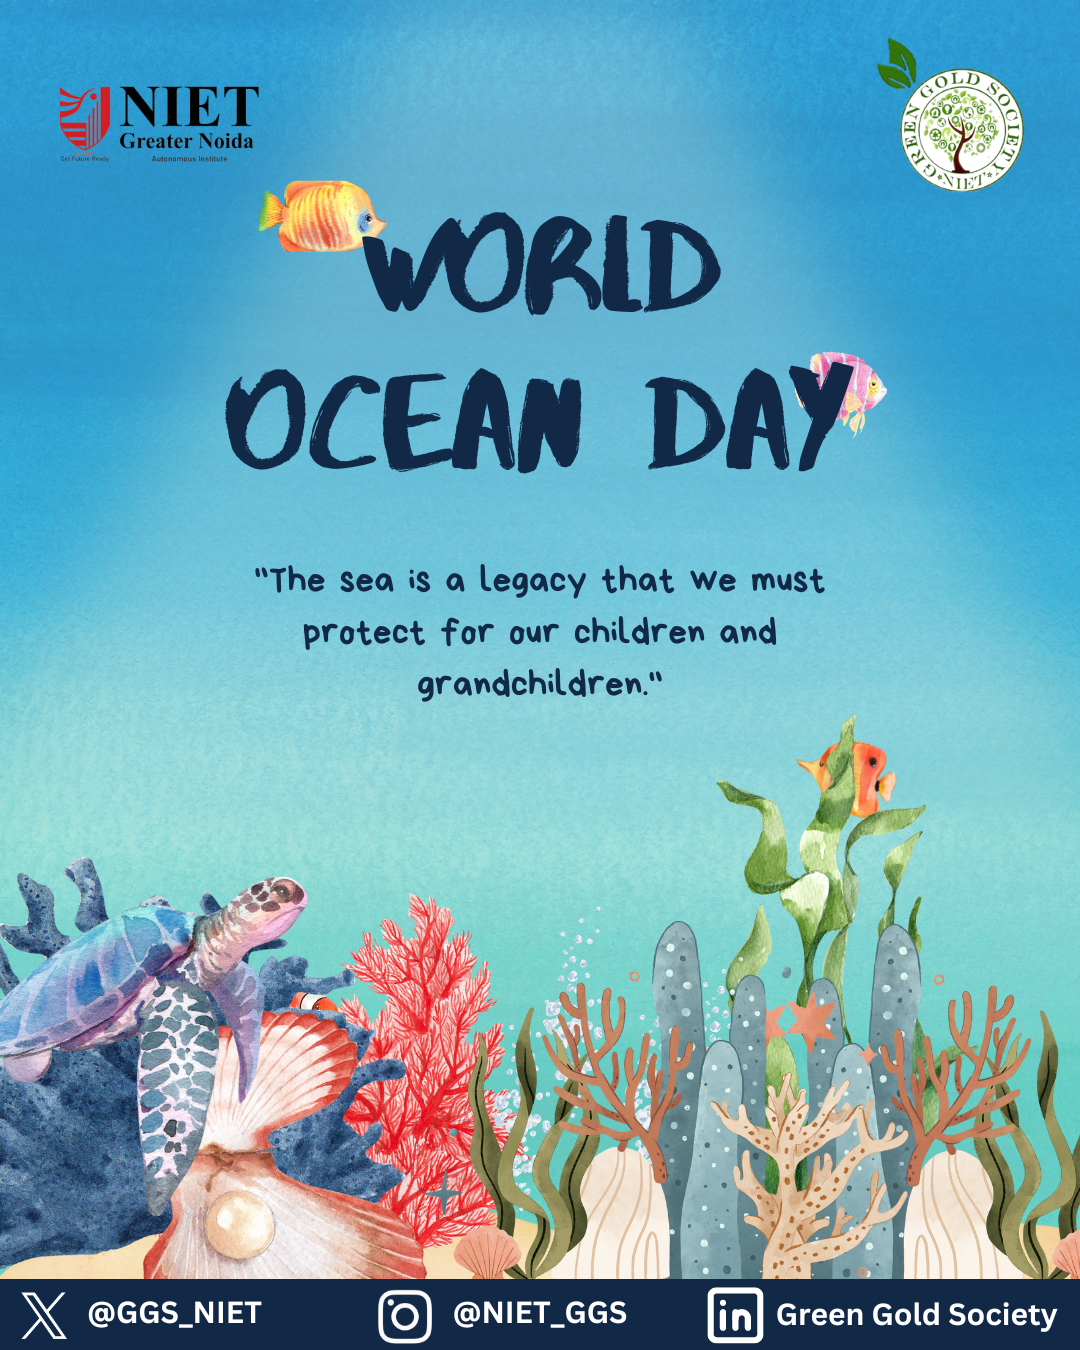 NIET
Greater Noida
Get Future Ready
Autonomous Institute
GREEN GOLD SOCIETY
NIET
WORLD
OCEAN DAY
"The sea is a legacy that we must
protect for our children and
grandchildren."
@GGS_NIET
@NIET_GGS
in
Green Gold Society